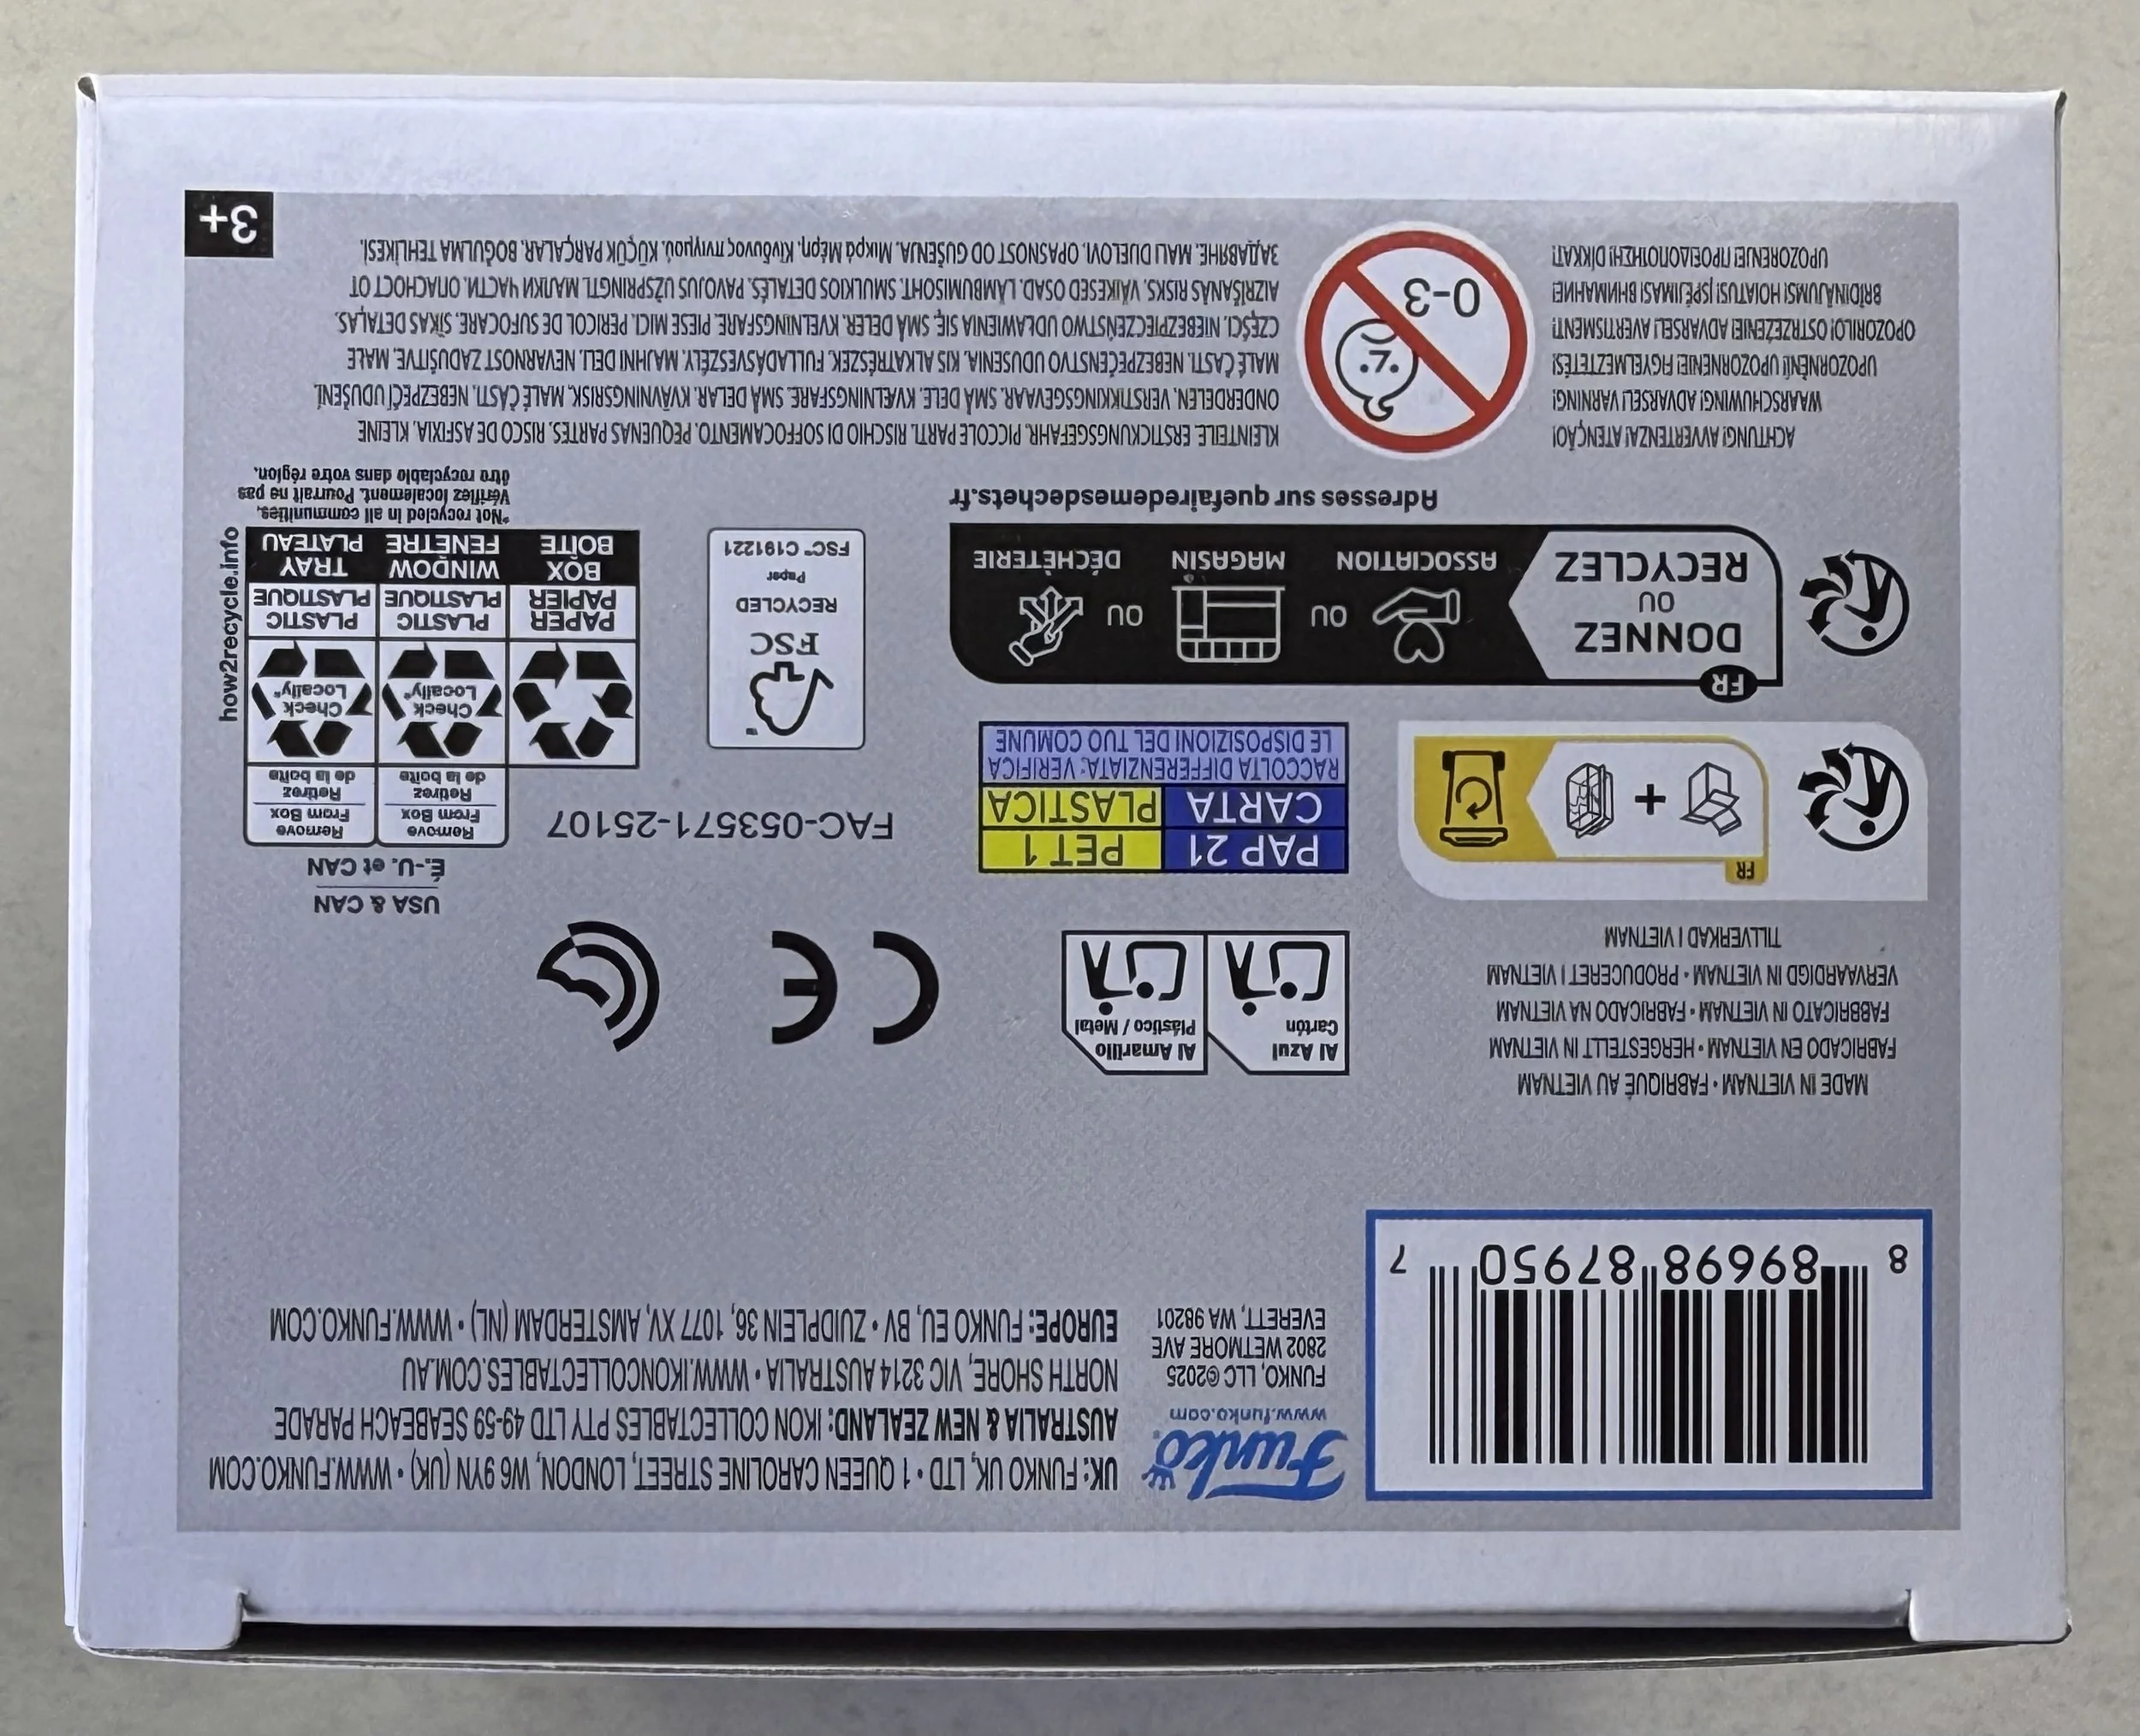 8 89698 87950 7
Funko
www.funko.com
FUNKO, LLC ©2025
2802 WETMORE AVE
EVERETT, WA 98201
UK: FUNKO UK, LTD • 1 QUEEN CAROLINE STREET, LONDON, W6 9YN (UK) • WWW.FUNKO.COM
AUSTRALIA & NEW ZEALAND: IKON COLLECTABLES PTY LTD 49-59 SEABEACH PARADE
NORTH SHORE, VIC 3214 AUSTRALIA • WWW.IKONCOLLECTABLES.COM.AU
EUROPE: FUNKO EU, BV • ZUIDPLEIN 36, 1077 XV, AMSTERDAM (NL) • WWW.FUNKO.COM
MADE IN VIETNAM • FABRIQUÉ AU VIETNAM
FABRICADO EN VIETNAM • HERGESTELLT IN VIETNAM
FABBRICATO IN VIETNAM • FABRICADO NA VIETNAM
VERVAARDIGD IN VIETNAM • PRODUCERET I VIETNAM
TILLVERKAD I VIETNAM
Al Azul
Cartón
Al Amarillo
Plástico / Metal
CE
USA & CAN
É.-U. et CAN
FR
PAP 21
PET 1
CARTA
PLASTICA
RACCOLTA DIFFERENZIATA: VERIFICA
LE DISPOSIZIONI DEL TUO COMUNE
FAC-053571-25107
Remove
From Box
Retirez
de la boîte
Remove
From Box
Retirez
de la boîte
Check
Locally*
Check
Locally*
PAPER
PAPIER
PLASTIC
PLASTIQUE
PLASTIC
PLASTIQUE
BOX
BOÎTE
WINDOW
FENÊTRE
TRAY
PLATEAU
how2recycle.info
*Not recycled in all communities.
Vérifiez localement. Pourrait ne pas
être recyclable dans votre région.
FSC
RECYCLED
Paper
FSC™ C191221
FR
DONNEZ
OU
RECYCLEZ
ASSOCIATION
OU
MAGASIN
OU
DÉCHÈTERIE
Adresses sur quefairedemesdechets.fr
ACHTUNG! AVVERTENZA! ATENÇÃO!
WAARSCHUWING! ADVARSEL! VARNING!
UPOZORNĚNÍ! UPOZORNENIE! FIGYELMEZTETÉS!
OPOZORILO! OSTRZEŻENIE! ADVARSEL! AVERTISMENT!
BRĪDINĀJUMS! HOIATUS! ĮSPĖJIMAS! ВНИМАНИЕ!
UPOZORENJE! ΠΡΟΕΙΔΟΠΟΙΗΣΗ! DİKKAT!
0-3
KLEINTEILE. ERSTICKUNGSGEFAHR. PICCOLE PARTI. RISCHIO DI SOFFOCAMENTO. PEQUENAS PARTES. RISCO DE ASFIXIA. KLEINE
ONDERDELEN. VERSTIKKINGSGEVAAR. SMÅ DELE. KVÆLNINGSFARE. SMÅ DELAR. KVÄVNINGSRISK. MALÉ ČÁSTI. NEBEZPEČÍ UDUŠENÍ.
MALÉ ČASTI. NEBEZPEČENSTVO UDUSENIA. KIS ALKATRÉSZEK. FULLADÁSVESZÉLY. MAJHNI DELI. NEVARNOST ZADUŠITVE. MAŁE
CZĘŚCI. NIEBEZPIECZEŃSTWO UDŁAWIENIA SIĘ. SMÅ DELER. KVELNINGSFARE. PIESE MICI. PERICOL DE SUFOCARE. SĪKAS DETAĻAS.
AIZRĪŠANĀS RISKS. VÄIKESED OSAD. LÄMBUMISOHT. SMULKIOS DETALĖS. PAVOJUS UŽSPRINGTI. МАЛКИ ЧАСТИ. ОПАСНОСТ ОТ
ЗАДАВЯНЕ. MALI DIJELOVI. OPASNOST OD GUŠENJA. Μικρά Μέρη. Κίνδυνος πνιγμού. KÜÇÜK PARÇALAR. BOĞULMA TEHLİKESİ.
3+